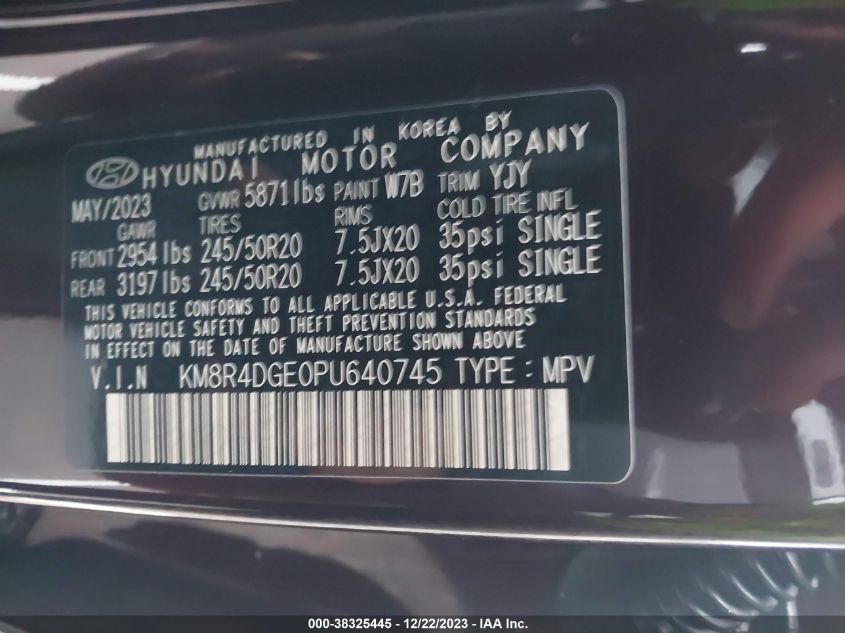 MANUFACTURED IN KOREA BY
HYUNDAI MOTOR COMPANY
MAY/2023 GVWR 5871lbs PAINT W7B TRIM YJY
GAWR TIRES RIMS COLD TIRE INFL
FRONT 2954 lbs 245/50R20 7.5JX20 35psi SINGLE
REAR 3197 lbs 245/50R20 7.5JX20 35psi SINGLE
THIS VEHICLE CONFORMS TO ALL APPLICABLE U.S.A. FEDERAL
MOTOR VEHICLE SAFETY AND THEFT PREVENTION STANDARDS
IN EFFECT ON THE DATE OF MANUFACTURE SHOWN ABOVE
V.I.N KM8R4DGE0PU640745 TYPE : MPV
000-38325445 - 12/22/2023 - IAA Inc.